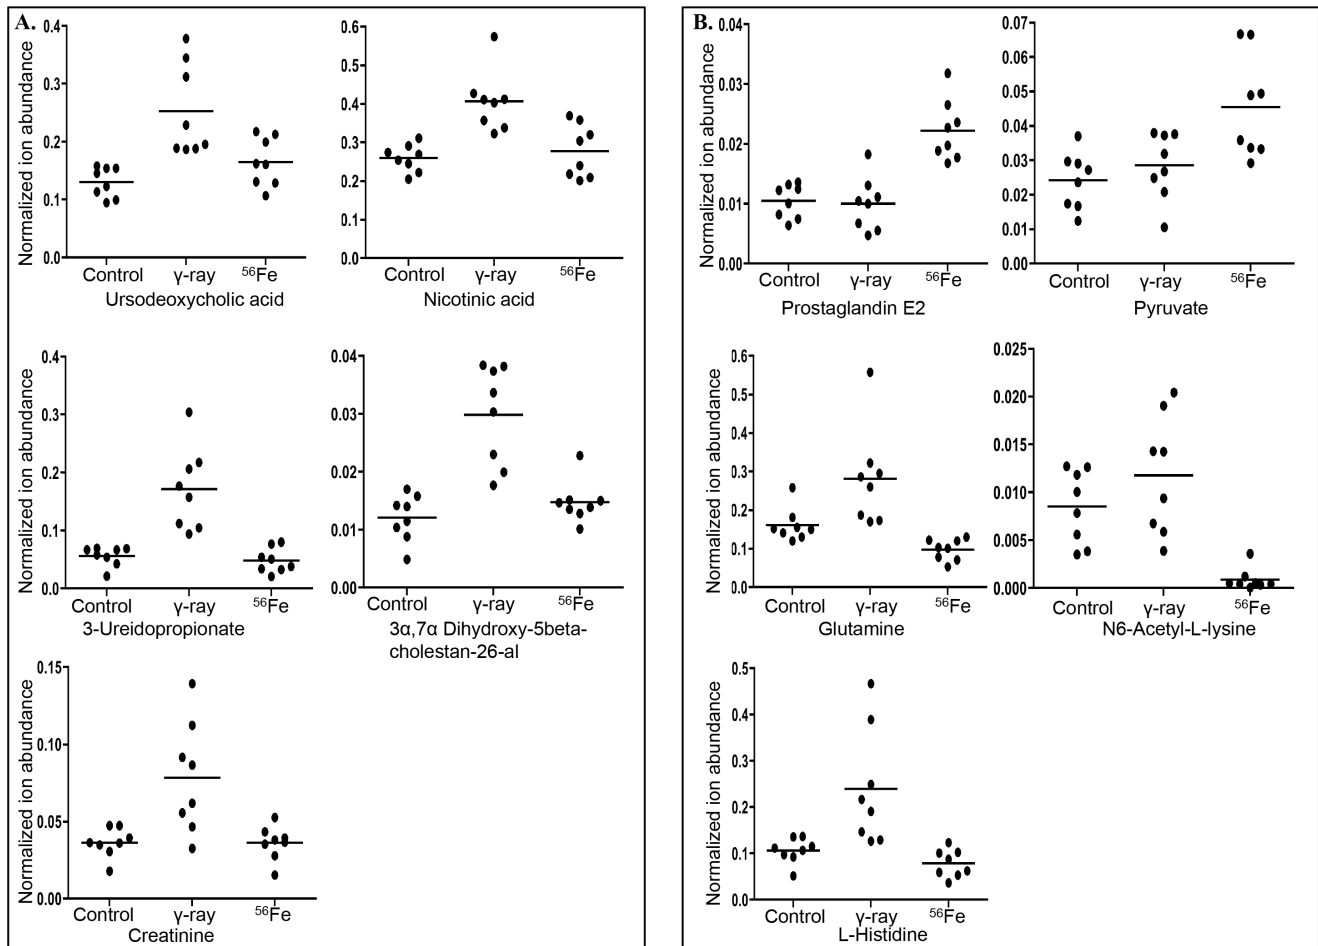 A.
Normalized ion abundance
0.4
0.3
0.2
0.1
0.0
Control γ-ray ⁵⁶Fe
Ursodeoxycholic acid
0.6
0.5
0.4
0.3
0.2
0.1
0.0
Control γ-ray ⁵⁶Fe
Nicotinic acid
Normalized ion abundance
0.4
0.3
0.2
0.1
0.0
Control γ-ray ⁵⁶Fe
3-Ureidopropionate
0.04
0.03
0.02
0.01
0.00
Control γ-ray ⁵⁶Fe
3α,7α Dihydroxy-5beta-
cholestan-26-al
Normalized ion abundance
0.15
0.10
0.05
0.00
Control γ-ray ⁵⁶Fe
Creatinine
B.
Normalized ion abundance
0.04
0.03
0.02
0.01
0.00
Control γ-ray ⁵⁶Fe
Prostaglandin E2
0.07
0.06
0.05
0.04
0.03
0.02
0.01
0.00
Control γ-ray ⁵⁶Fe
Pyruvate
Normalized ion abundance
0.6
0.5
0.4
0.3
0.2
0.1
0.0
Control γ-ray ⁵⁶Fe
Glutamine
0.025
0.020
0.015
0.010
0.005
0.000
Control γ-ray ⁵⁶Fe
N6-Acetyl-L-lysine
Normalized ion abundance
0.5
0.4
0.3
0.2
0.1
0.0
Control γ-ray ⁵⁶Fe
L-Histidine